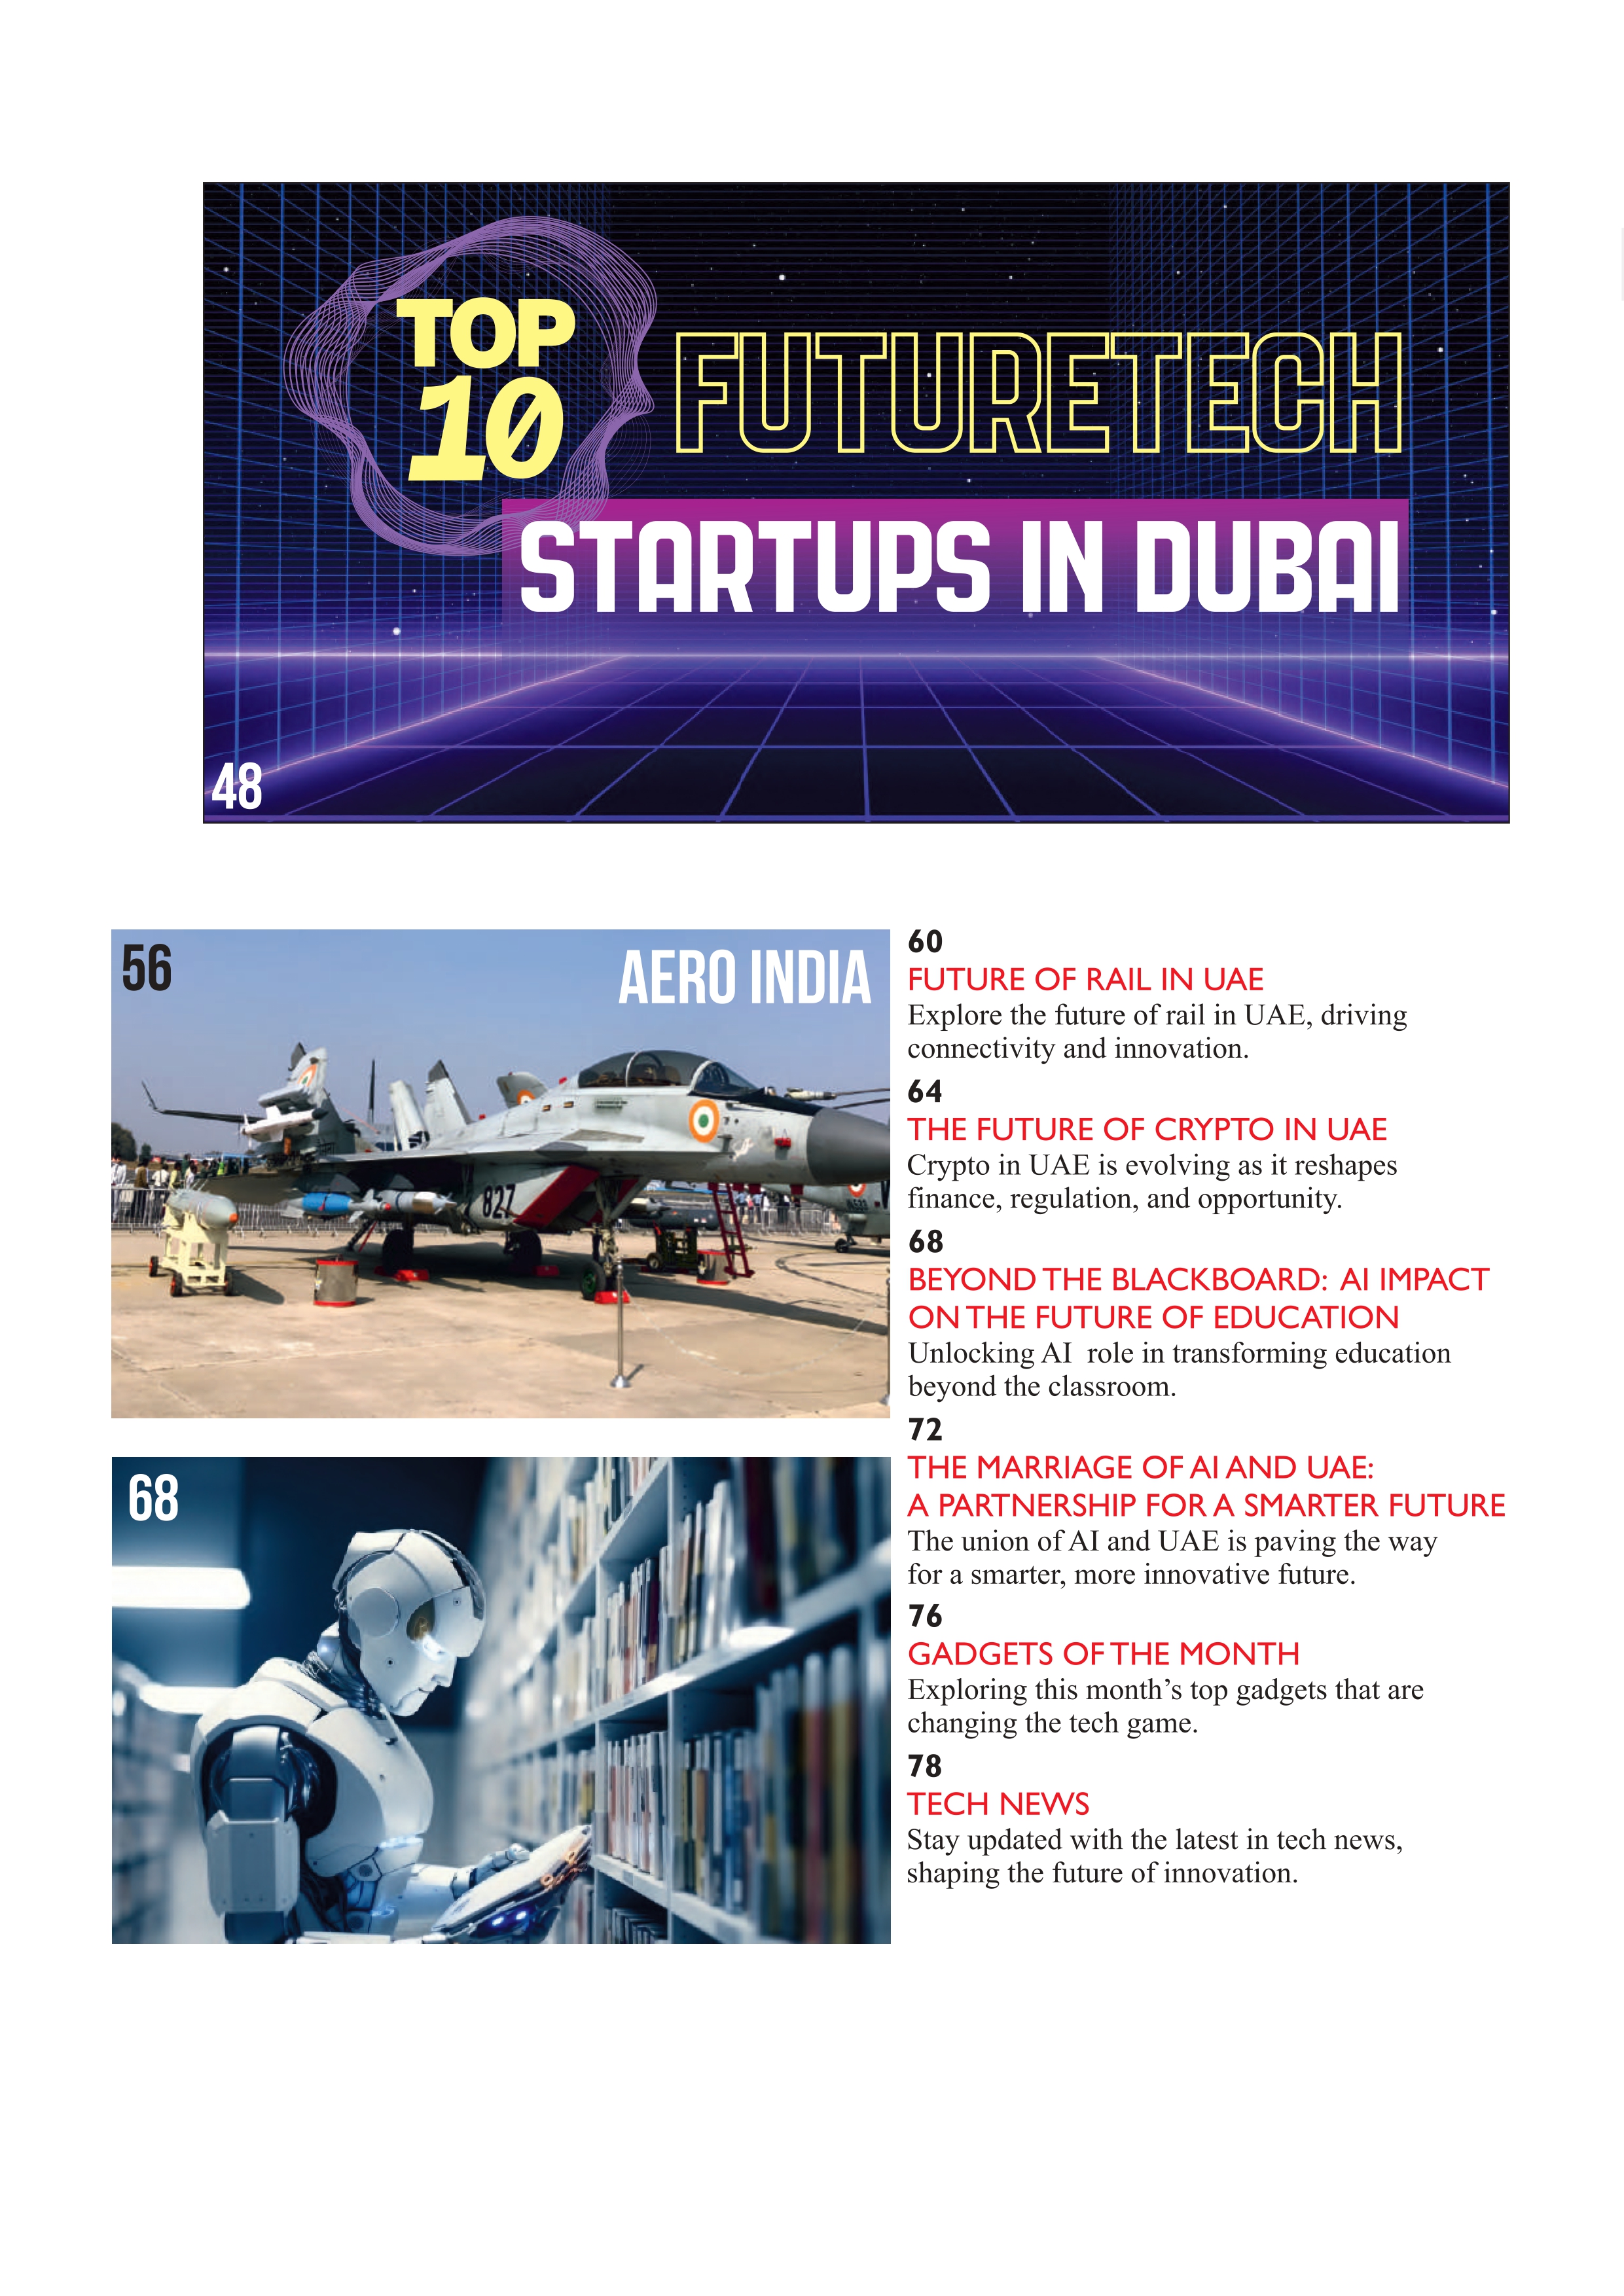 TOP
10
FUTURETECH
STARTUPS IN DUBAI
48
56
AERO INDIA
827
68
60
FUTURE OF RAIL IN UAE
Explore the future of rail in UAE, driving
connectivity and innovation.
64
THE FUTURE OF CRYPTO IN UAE
Crypto in UAE is evolving as it reshapes
finance, regulation, and opportunity.
68
BEYOND THE BLACKBOARD: AI IMPACT
ON THE FUTURE OF EDUCATION
Unlocking AI  role in transforming education
beyond the classroom.
72
THE MARRIAGE OF AI AND UAE:
A PARTNERSHIP FOR A SMARTER FUTURE
The union of AI and UAE is paving the way
for a smarter, more innovative future.
76
GADGETS OF THE MONTH
Exploring this month’s top gadgets that are
changing the tech game.
78
TECH NEWS
Stay updated with the latest in tech news,
shaping the future of innovation.